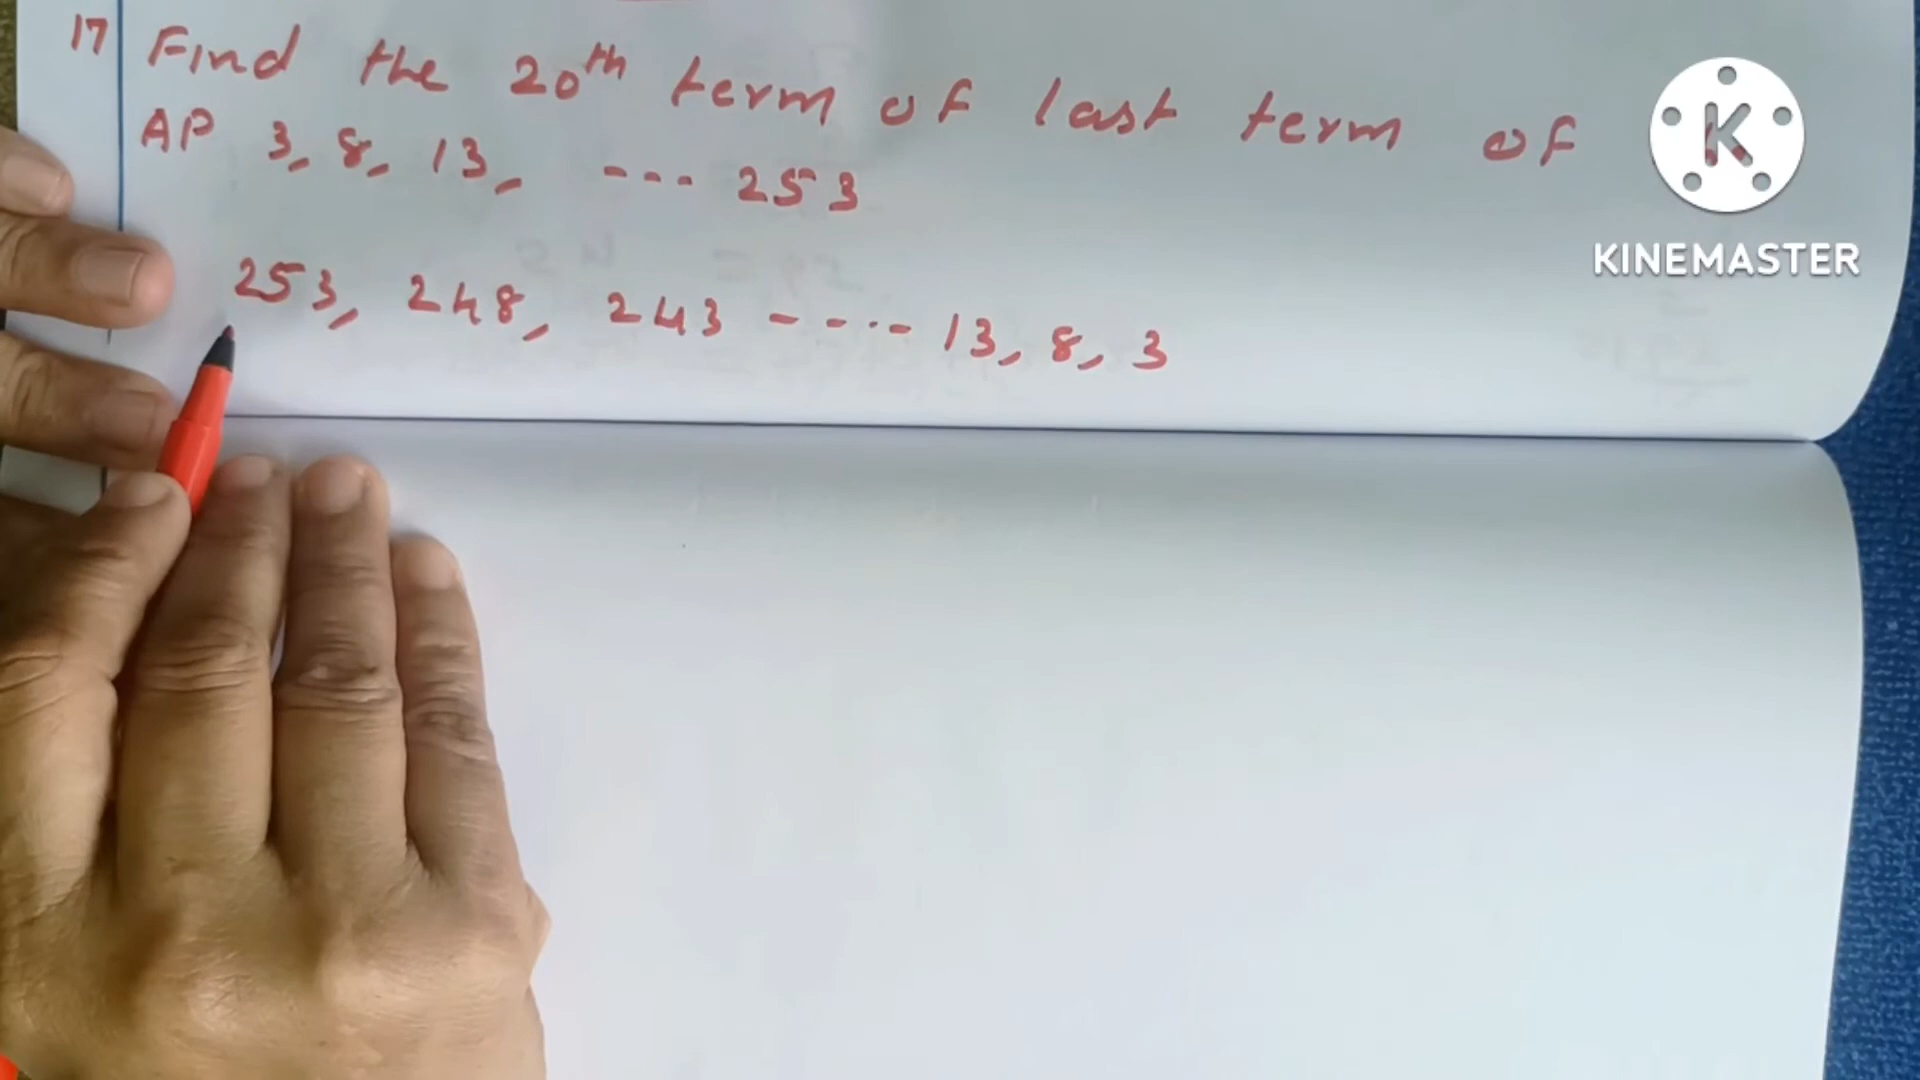 17 Find the 20th term of last term of
AP 3, 8, 13, --- 253
253, 248, 243 ---- 13, 8, 3
K
KINEMASTER